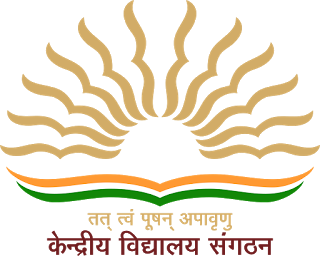 तत् त्वं पूषन् अपावृणु
केन्द्रीय विद्यालय संगठन